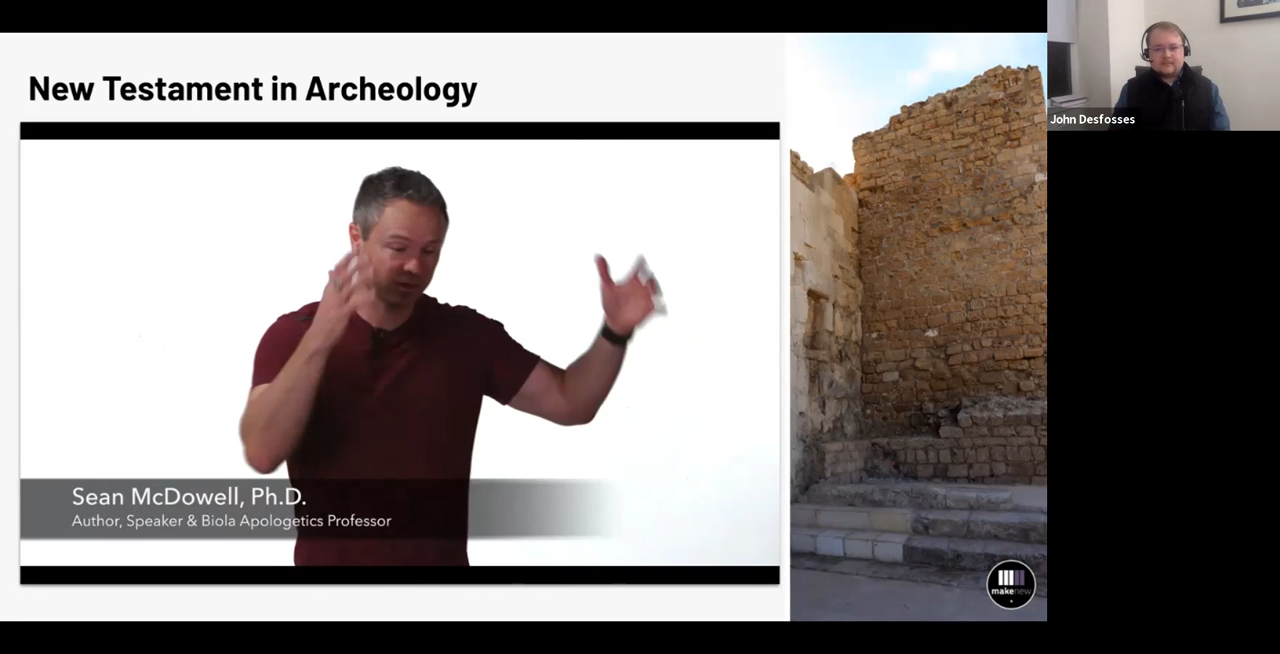 New Testament in Archeology
John Desfosses
Sean McDowell, Ph.D.
Author, Speaker & Biola Apologetics Professor
makenew